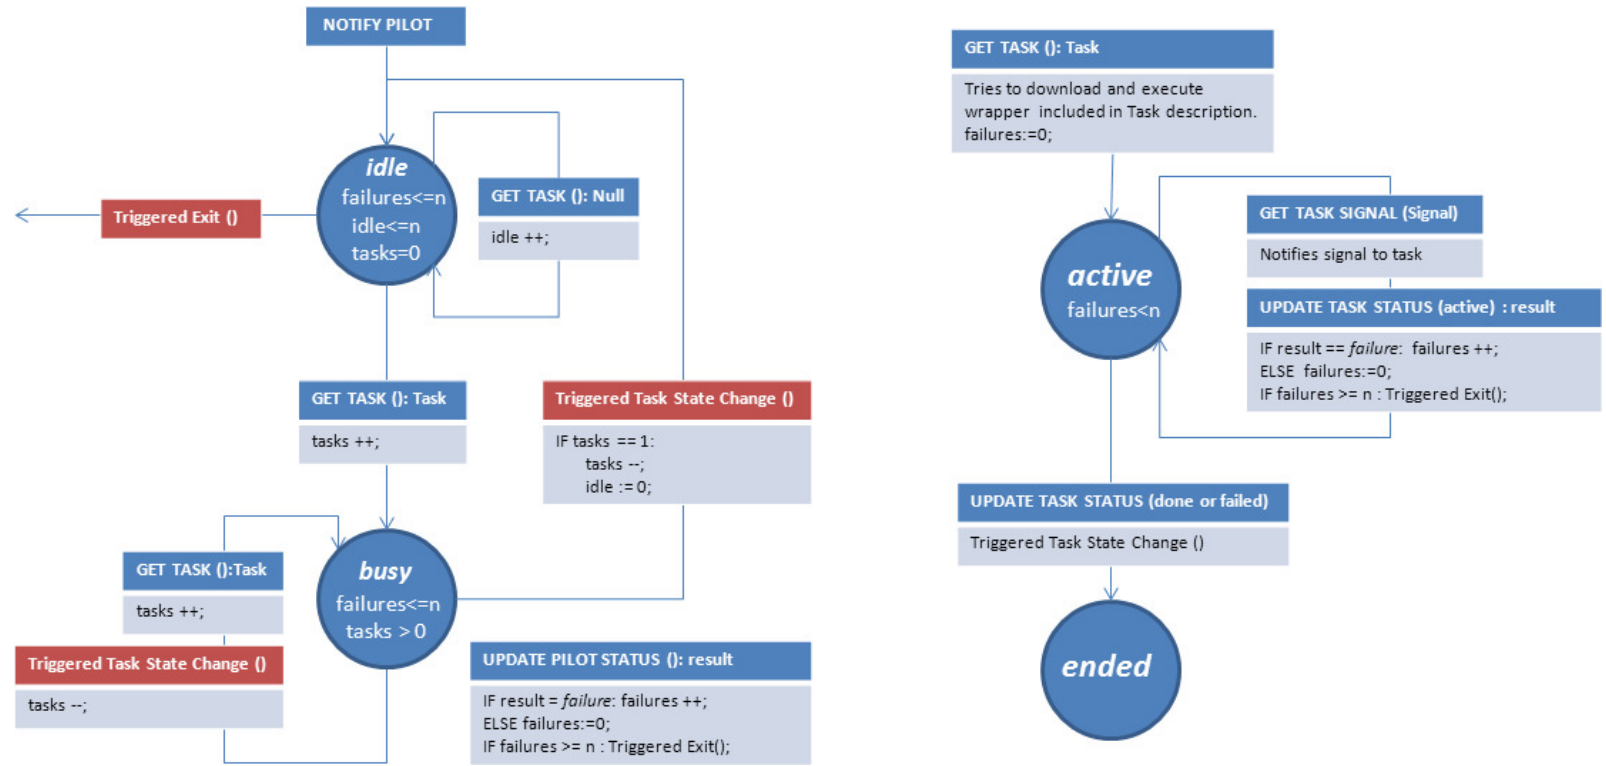 NOTIFY PILOT
idle
failures<=n
idle<=n
tasks=0
Triggered Exit ()
GET TASK (): Null
idle ++;
GET TASK (): Task
tasks ++;
Triggered Task State Change ()
IF tasks == 1:
tasks --;
idle := 0;
GET TASK ():Task
tasks ++;
Triggered Task State Change ()
tasks --;
busy
failures<=n
tasks > 0
UPDATE PILOT STATUS (): result
IF result = failure: failures ++;
ELSE failures:=0;
IF failures >= n : Triggered Exit();
GET TASK (): Task
Tries to download and execute
wrapper included in Task description.
failures:=0;
active
failures<n
GET TASK SIGNAL (Signal)
Notifies signal to task
UPDATE TASK STATUS (active) : result
IF result == failure: failures ++;
ELSE failures:=0;
IF failures >= n : Triggered Exit();
UPDATE TASK STATUS (done or failed)
Triggered Task State Change ()
ended